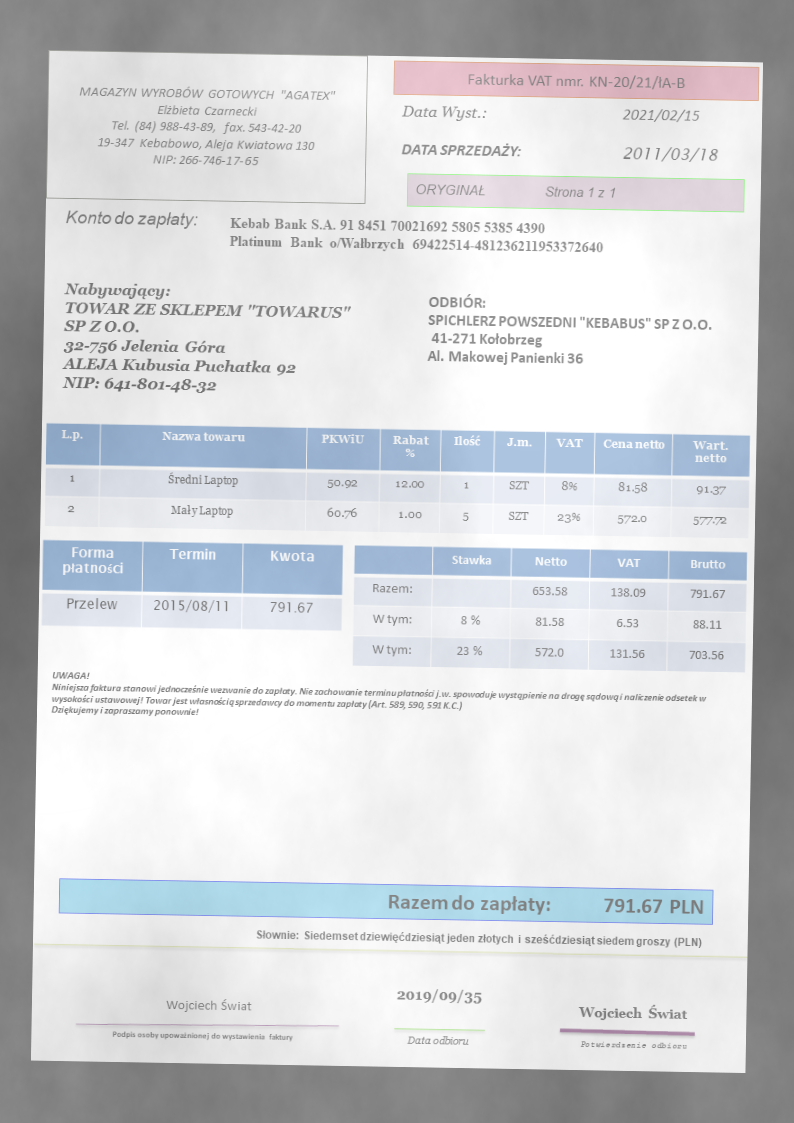 MAGAZYN WYROBÓW GOTOWYCH "AGATEX"
Elżbieta Czarnecki
Tel. (84) 988-43-89, fax. 543-42-20
19-347 Kebabowo, Aleja Kwiatowa 130
NIP: 266-746-17-65
Fakturka VAT nmr. KN-20/21/łA-B
Data Wyst.: 2021/02/15
DATA SPRZEDAŻY: 2011/03/18
ORYGINAŁ Strona 1 z 1
Konto do zapłaty:
Kebab Bank S.A. 91 8451 70021692 5805 5385 4390
Platinum Bank o/Wałbrzych 69422514-481236211953372640
Nabywający:
TOWAR ZE SKLEPEM "TOWARUS"
SP Z O.O.
32-756 Jelenia Góra
ALEJA Kubusia Puchatka 92
NIP: 641-801-48-32
ODBIÓR:
SPICHLERZ POWSZEDNI "KEBABUS" SP Z O.O.
41-271 Kołobrzeg
Al. Makowej Panienki 36
L.p. Nazwa towaru PKWiU Rabat % Ilość J.m. VAT Cena netto Wart. netto
1 Średni Laptop 50.92 12.00 1 SZT 8% 81.58 91.37
2 Mały Laptop 60.76 1.00 5 SZT 23% 572.0 577.72
Forma płatności Termin Kwota
Przelew 2015/08/11 791.67
Stawka Netto VAT Brutto
Razem: 653.58 138.09 791.67
W tym: 8 % 81.58 6.53 88.11
W tym: 23 % 572.0 131.56 703.56
UWAGA!
Niniejsza faktura stanowi jednocześnie wezwanie do zapłaty. Nie zachowanie terminu płatności j.w. spowoduje wystąpienie na drogę sądową i naliczenie odsetek w
wysokości ustawowej! Towar jest własnością sprzedawcy do momentu zapłaty (Art. 589, 590, 591 K.C.)
Dziękujemy i zapraszamy ponownie!
Razem do zapłaty: 791.67 PLN
Słownie: Siedemset dziewięćdziesiąt jeden złotych i sześćdziesiąt siedem groszy (PLN)
Wojciech Świat
Podpis osoby upoważnionej do wystawienia faktury
2019/09/35
Data odbioru
Wojciech Świat
Potwierdzenie odbioru